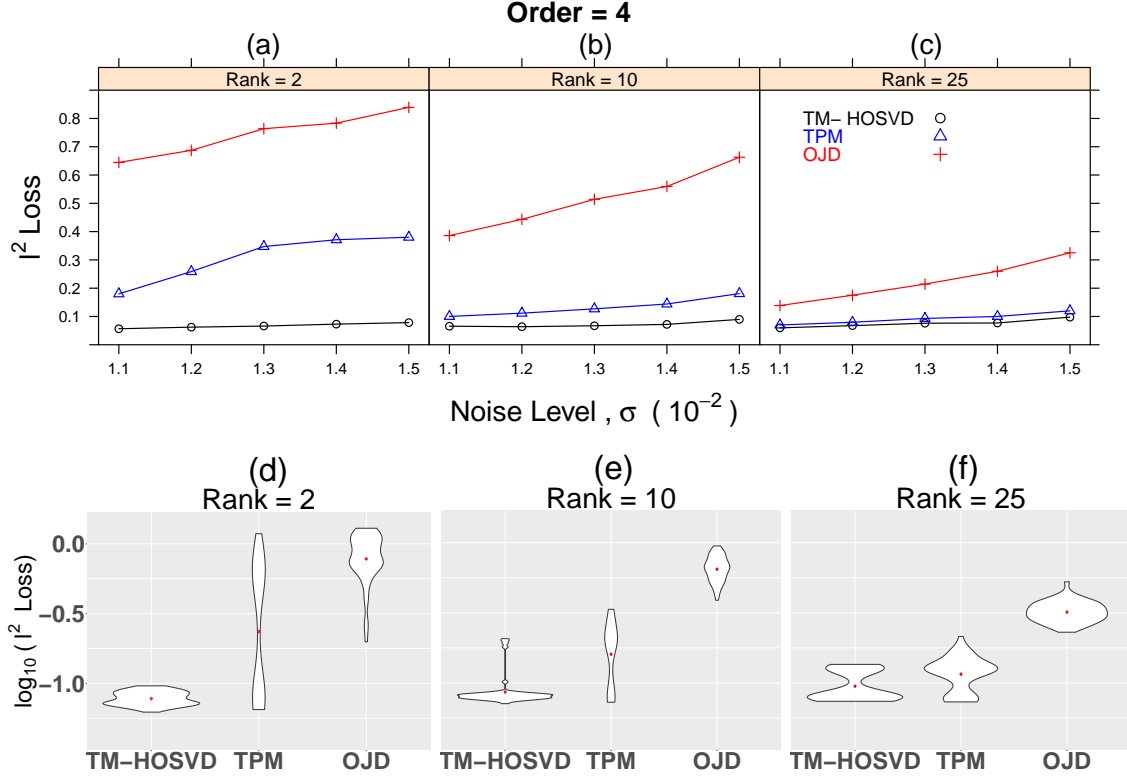 Order = 4
(a) (b) (c)
Rank = 2 Rank = 10 Rank = 25
TM− HOSVD
TPM
OJD
l² Loss
0.8
0.7
0.6
0.5
0.4
0.3
0.2
0.1
1.1 1.2 1.3 1.4 1.5 1.1 1.2 1.3 1.4 1.5 1.1 1.2 1.3 1.4 1.5
Noise Level , σ ( 10⁻² )
(d) (e) (f)
Rank = 2 Rank = 10 Rank = 25
log₁₀ ( l² Loss)
0.0
−0.5
−1.0
TM−HOSVD TPM OJD TM−HOSVD TPM OJD TM−HOSVD TPM OJD